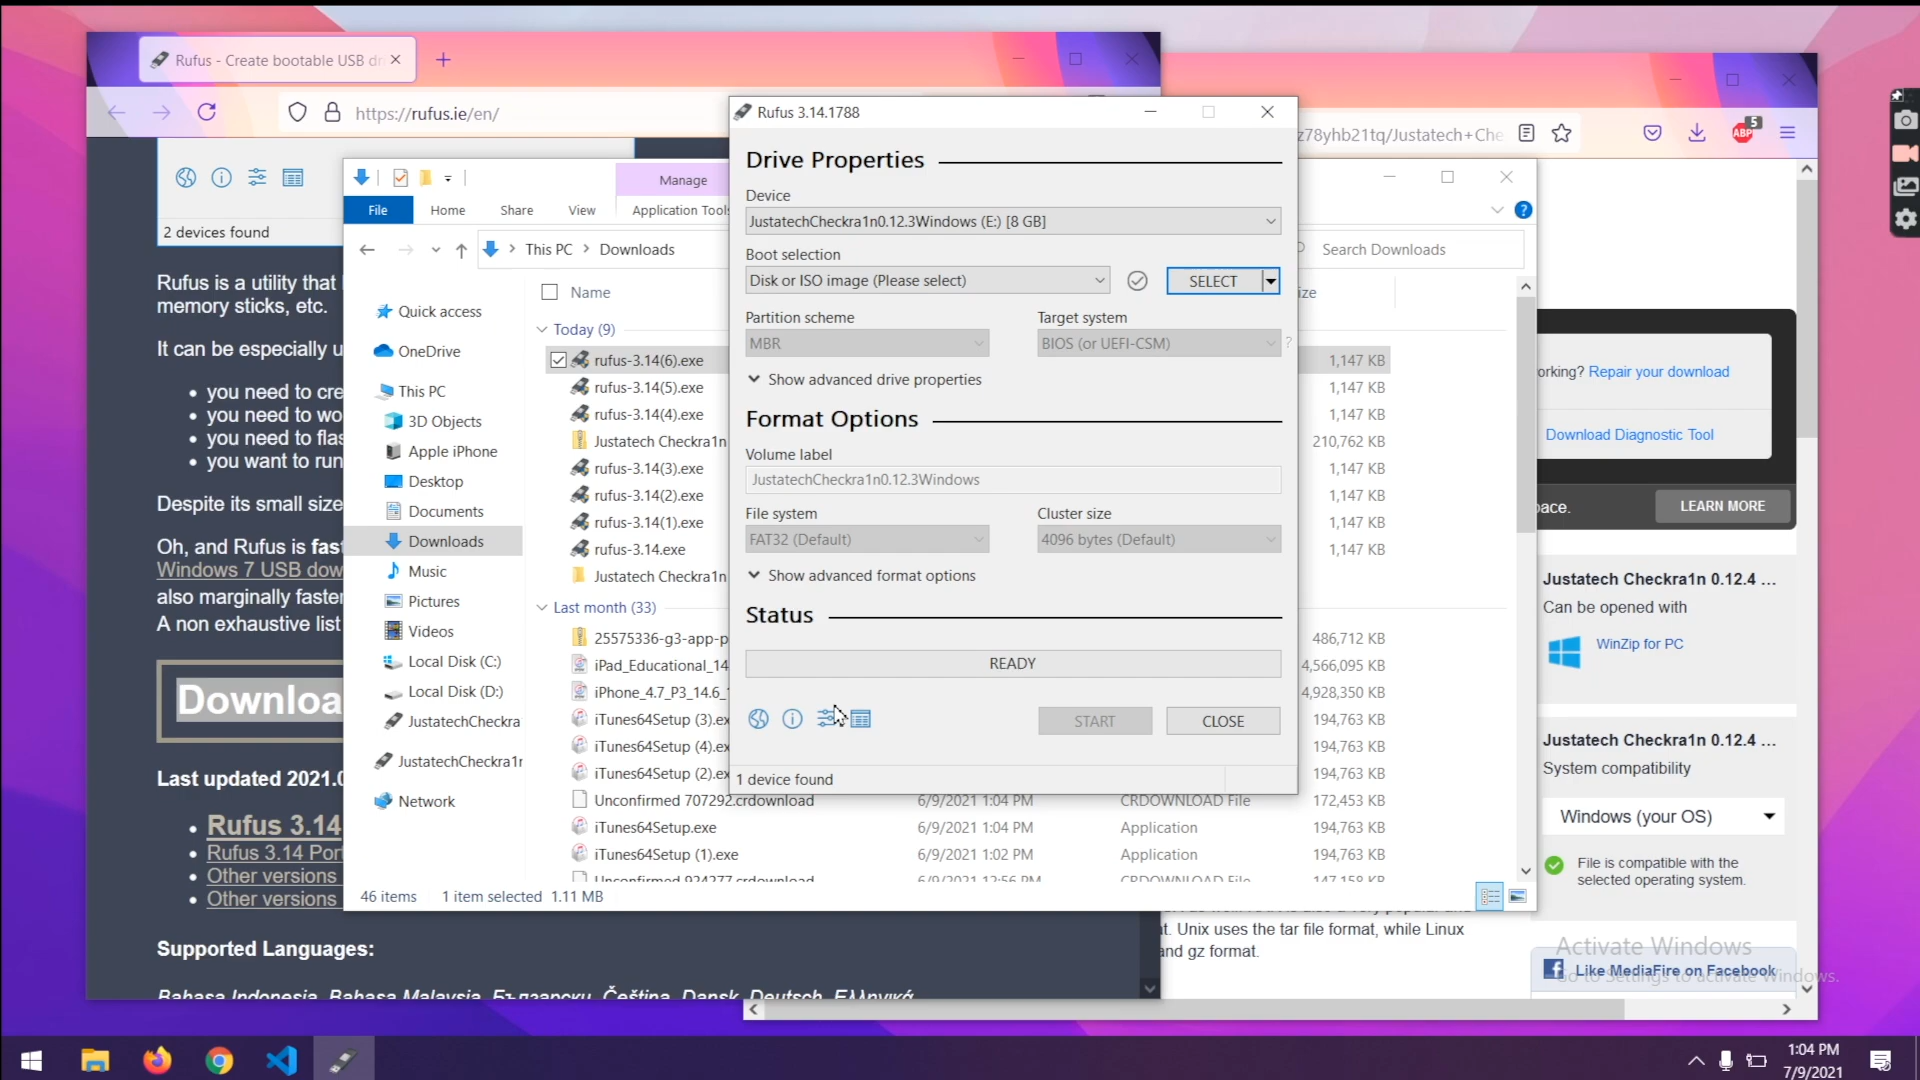 Rufus - Create bootable USB dr
https://rufus.ie/en/
2 devices found
Rufus is a utility that
memory sticks, etc.
It can be especially u
you need to cre
you need to wo
you need to flas
you want to run
Despite its small size
Oh, and Rufus is fast
Windows 7 USB dow
also marginally faster
A non exhaustive list
Downloa
Last updated 2021.0
Rufus 3.14
Rufus 3.14 Port
Other versions
Other versions
Supported Languages:
Bahasa Indonesia, Bahasa Malaysia, Български, Čeština, Dansk, Deutsch, Ελληνικά
Manage
File
Home
Share
View
Application Tools
This PC
Downloads
Search Downloads
Quick access
OneDrive
This PC
3D Objects
Apple iPhone
Desktop
Documents
Downloads
Music
Pictures
Videos
Local Disk (C:)
Local Disk (D:)
JustatechCheckra
JustatechCheckra1r
Network
Name
ize
Today (9)
rufus-3.14(6).exe 1,147 KB
rufus-3.14(5).exe 1,147 KB
rufus-3.14(4).exe 1,147 KB
Justatech Checkra1n 210,762 KB
rufus-3.14(3).exe 1,147 KB
rufus-3.14(2).exe 1,147 KB
rufus-3.14(1).exe 1,147 KB
rufus-3.14.exe 1,147 KB
Justatech Checkra1n
Last month (33)
25575336-g3-app-p 486,712 KB
iPad_Educational_14 4,566,095 KB
iPhone_4.7_P3_14.6_ 4,928,350 KB
iTunes64Setup (3).ex 194,763 KB
iTunes64Setup (4).ex 194,763 KB
iTunes64Setup (2).ex 194,763 KB
Unconfirmed 707292.crdownload 6/9/2021 1:04 PM CRDOWNLOAD File 172,453 KB
iTunes64Setup.exe 6/9/2021 1:04 PM Application 194,763 KB
iTunes64Setup (1).exe 6/9/2021 1:02 PM Application 194,763 KB
Unconfirmed 924277.crdownload 6/9/2021 12:56 PM CRDOWNLOAD File 147,158 KB
46 items 1 item selected 1.11 MB
Rufus 3.14.1788
Drive Properties
Device
JustatechCheckra1n0.12.3Windows (E:) [8 GB]
Boot selection
Disk or ISO image (Please select)
SELECT
Partition scheme
Target system
MBR
BIOS (or UEFI-CSM)
?
Show advanced drive properties
Format Options
Volume label
JustatechCheckra1n0.12.3Windows
File system
Cluster size
FAT32 (Default)
4096 bytes (Default)
Show advanced format options
Status
READY
START
CLOSE
1 device found
z78yhb21tq/Justatech+Che
ABP
5
orking? Repair your download
Download Diagnostic Tool
pace.
LEARN MORE
Justatech Checkra1n 0.12.4 ...
Can be opened with
WinZip for PC
Justatech Checkra1n 0.12.4 ...
System compatibility
Windows (your OS)
File is compatible with the
selected operating system.
t. Unix uses the tar file format, while Linux
and gz format.
Activate Windows
Go to Settings to activate Windows.
Like MediaFire on Facebook
1:04 PM
7/9/2021